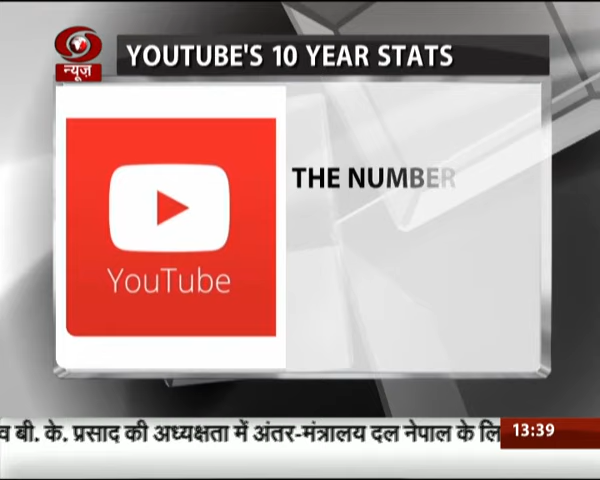 YOUTUBE'S 10 YEAR STATS
न्यूज़
THE NUMBER
YouTube
व बी. के. प्रसाद की अध्यक्षता में अंतर-मंत्रालय दल नेपाल के लि
13:39